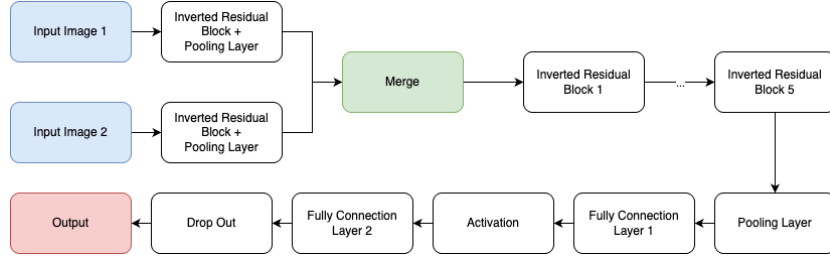 Input Image 1
Inverted Residual
Block +
Pooling Layer
Input Image 2
Inverted Residual
Block +
Pooling Layer
Merge
Inverted Residual
Block 1
...
Inverted Residual
Block 5
Pooling Layer
Fully Connection
Layer 1
Activation
Fully Connection
Layer 2
Drop Out
Output